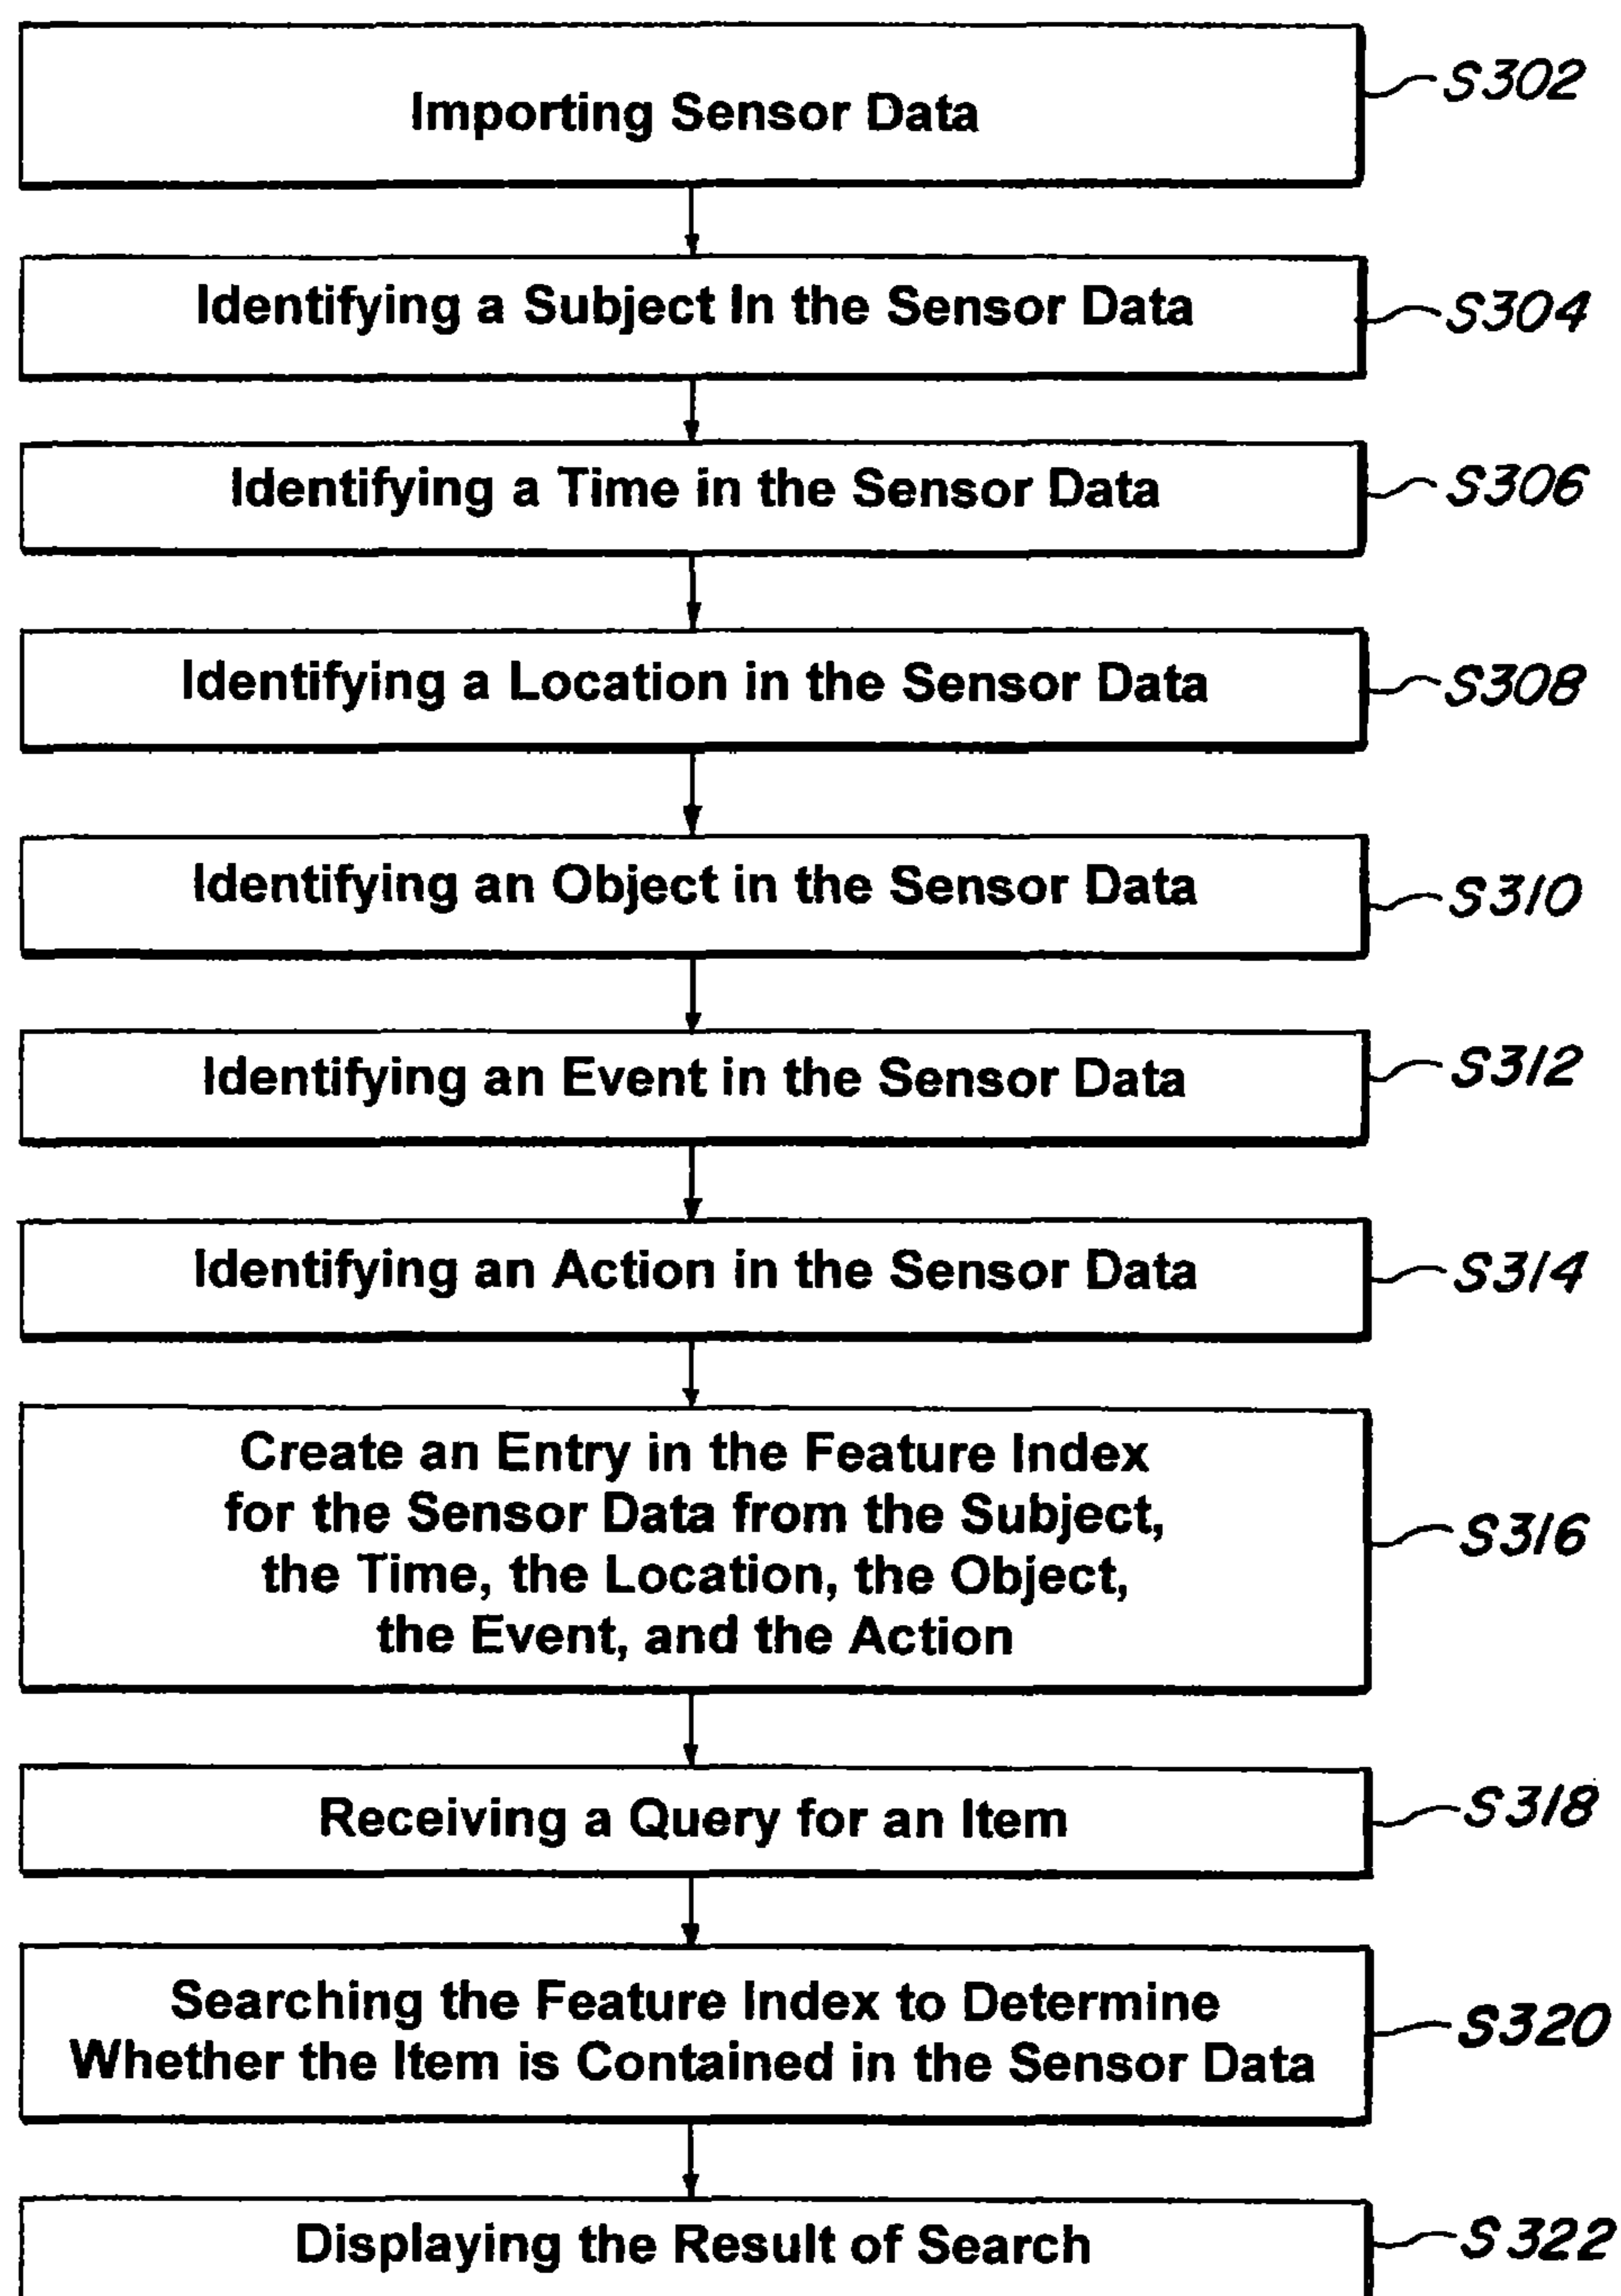 Importing Sensor Data
S302
Identifying a Subject In the Sensor Data
S304
Identifying a Time in the Sensor Data
S306
Identifying a Location in the Sensor Data
S308
Identifying an Object in the Sensor Data
S310
Identifying an Event in the Sensor Data
S312
Identifying an Action in the Sensor Data
S314
Create an Entry in the Feature Index
for the Sensor Data from the Subject,
the Time, the Location, the Object,
the Event, and the Action
S316
Receiving a Query for an Item
S318
Searching the Feature Index to Determine
Whether the Item is Contained in the Sensor Data
S320
Displaying the Result of Search
S322